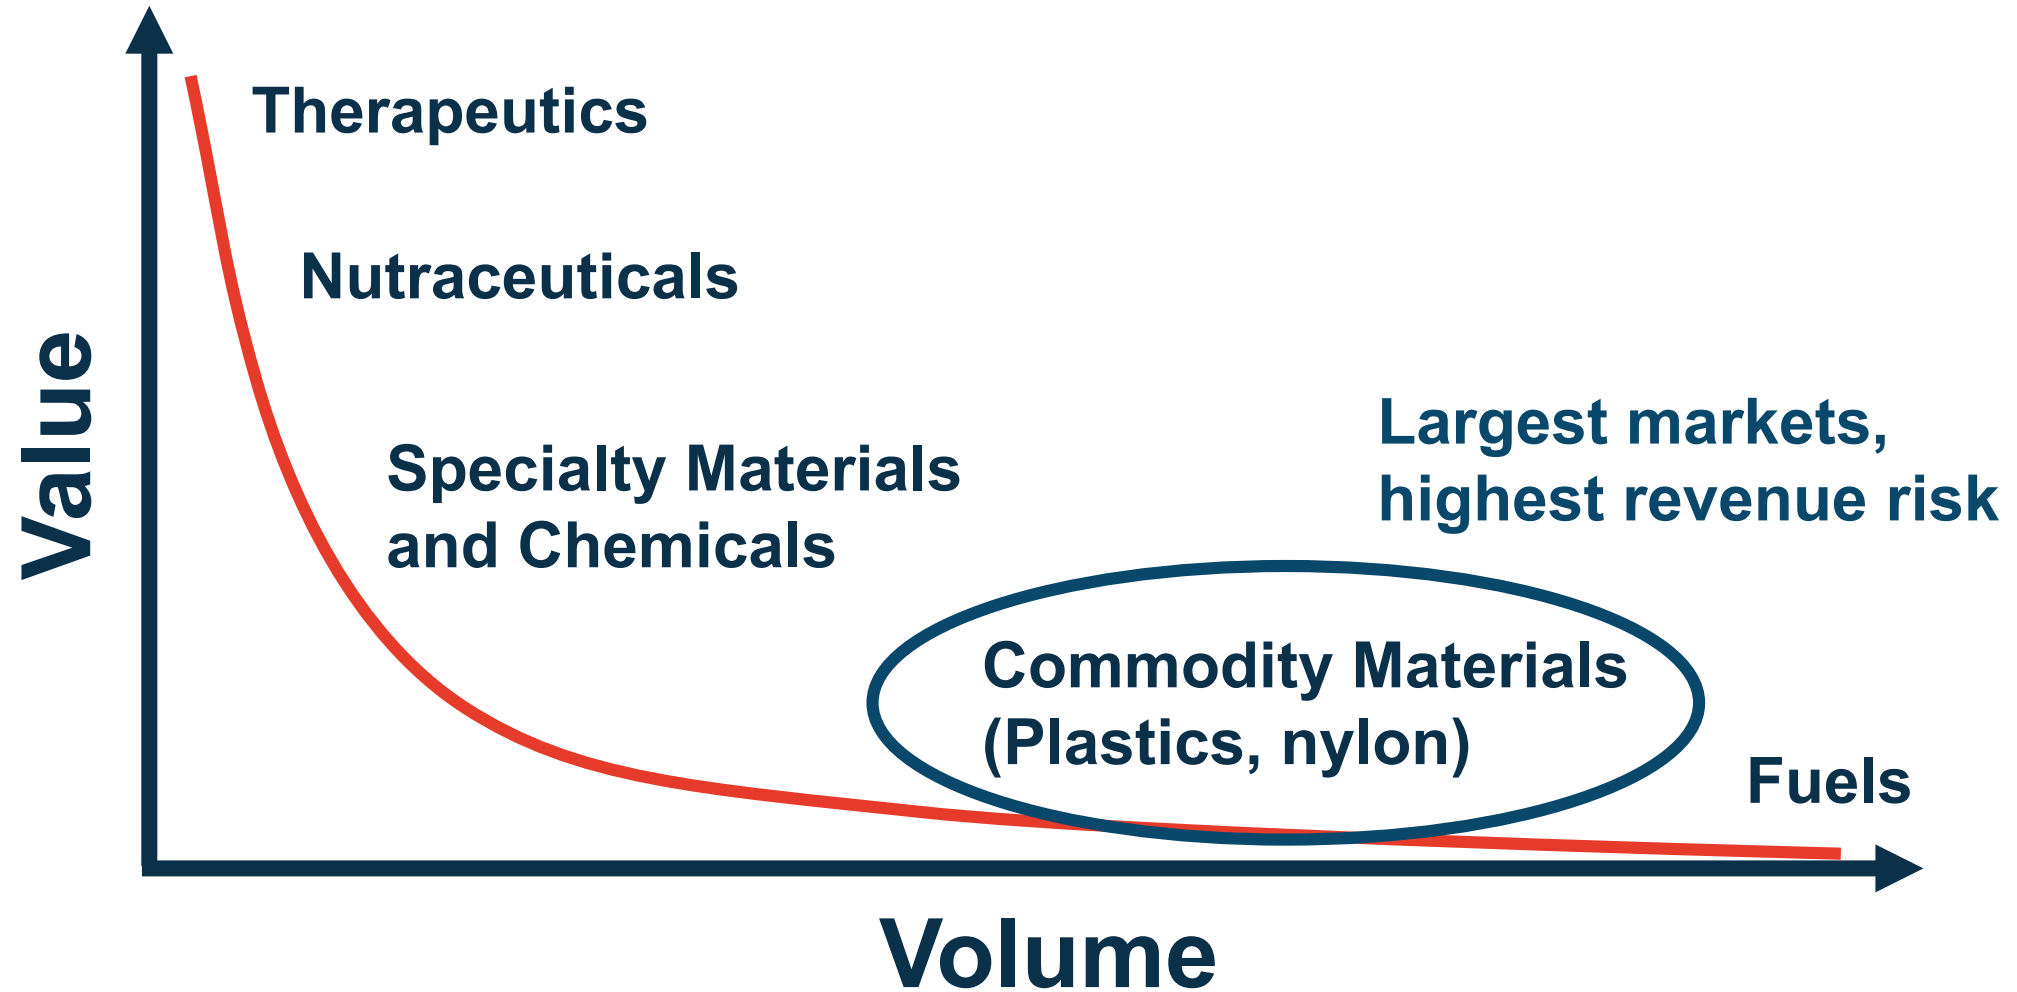 Therapeutics
Nutraceuticals
Value
Specialty Materials
and Chemicals
Largest markets,
highest revenue risk
Commodity Materials
(Plastics, nylon)
Fuels
Volume